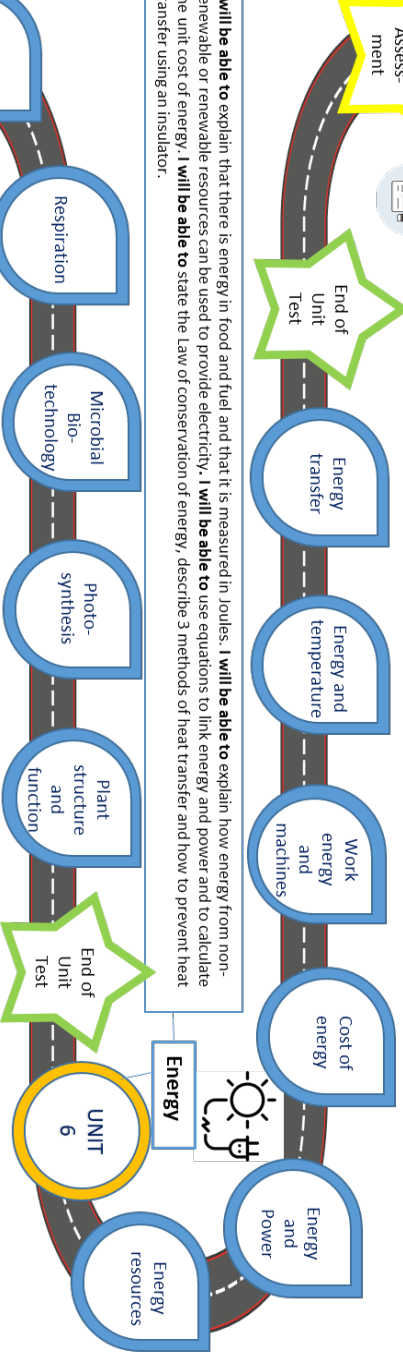 Assess-
ment
End of
Unit
Test
Energy
transfer
Energy and
temperature
Work
energy
and
machines
Cost of
energy
Energy
and
Power
will be able to explain that there is energy in food and fuel and that it is measured in Joules. I will be able to explain how energy from non-
enewable or renewable resources can be used to provide electricity. I will be able to use equations to link energy and power and to calculate
he unit cost of energy. I will be able to state the Law of conservation of energy, describe 3 methods of heat transfer and how to prevent heat
ransfer using an insulator.
Energy
Energy
resources
Respiration
Microbial
Bio-
technology
Photo-
synthesis
Plant
structure
and
function
End of
Unit
Test
UNIT
6